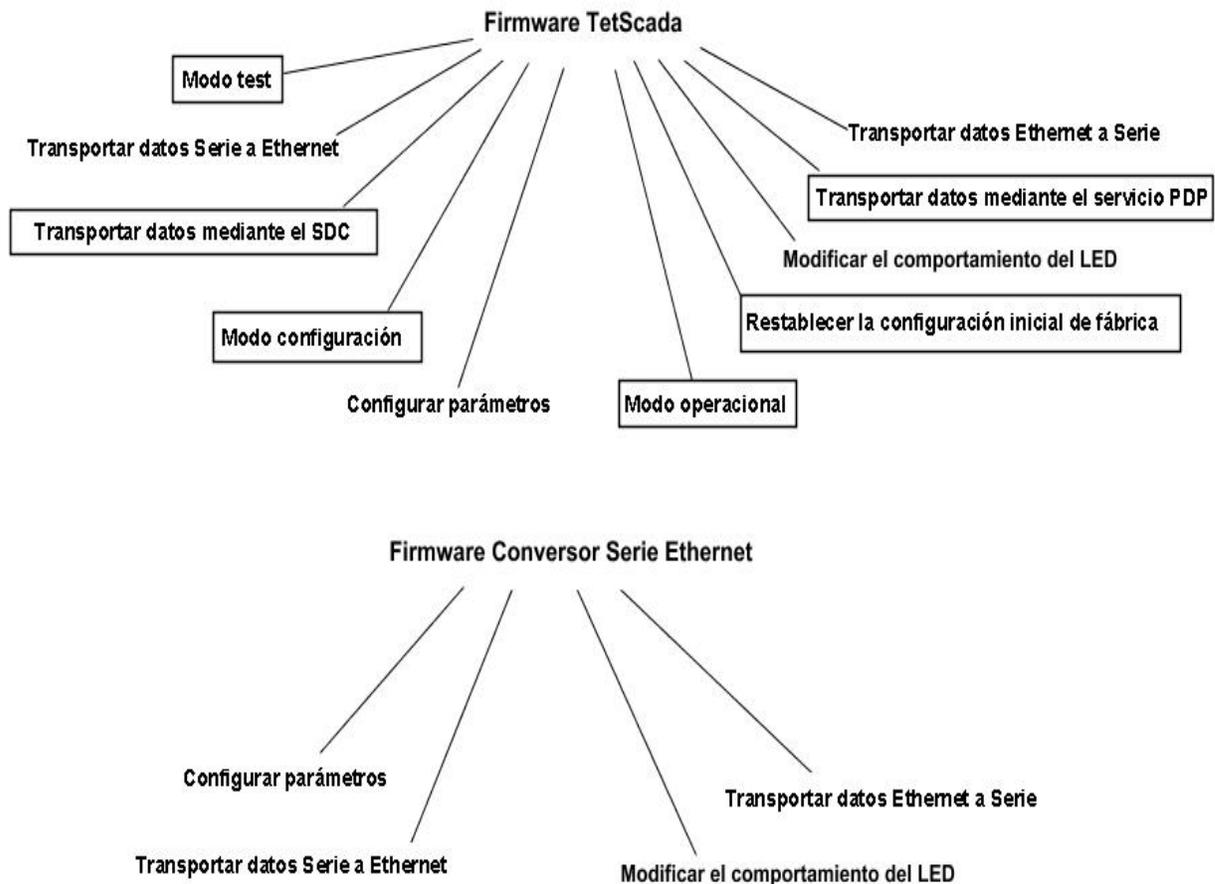 Firmware TetScada
Modo test
Transportar datos Serie a Ethernet
Transportar datos Ethernet a Serie
Transportar datos mediante el SDC
Transportar datos mediante el servicio PDP
Modificar el comportamiento del LED
Modo configuración
Restablecer la configuración inicial de fábrica
Configurar parámetros
Modo operacional
Firmware Conversor Serie Ethernet
Configurar parámetros
Transportar datos Ethernet a Serie
Transportar datos Serie a Ethernet
Modificar el comportamiento del LED